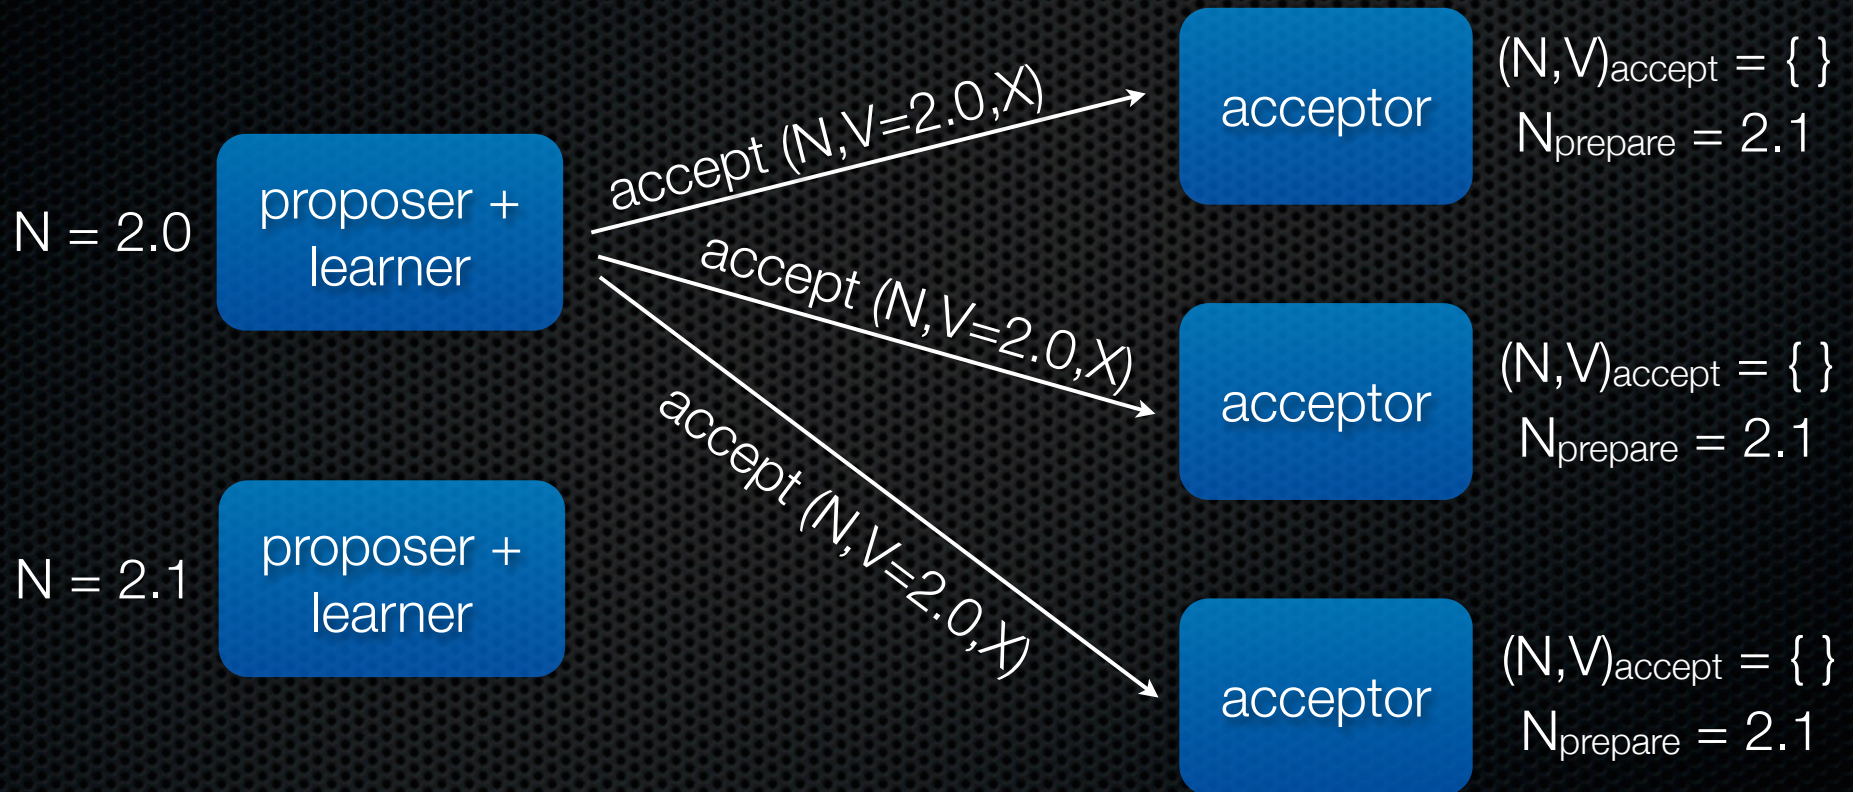 N = 2.0
proposer +
learner
N = 2.1
proposer +
learner
accept (N,V=2.0,X)
accept (N,V=2.0,X)
accept (N,V=2.0,X)
acceptor
(N,V)accept = { }
Nprepare = 2.1
acceptor
(N,V)accept = { }
Nprepare = 2.1
acceptor
(N,V)accept = { }
Nprepare = 2.1